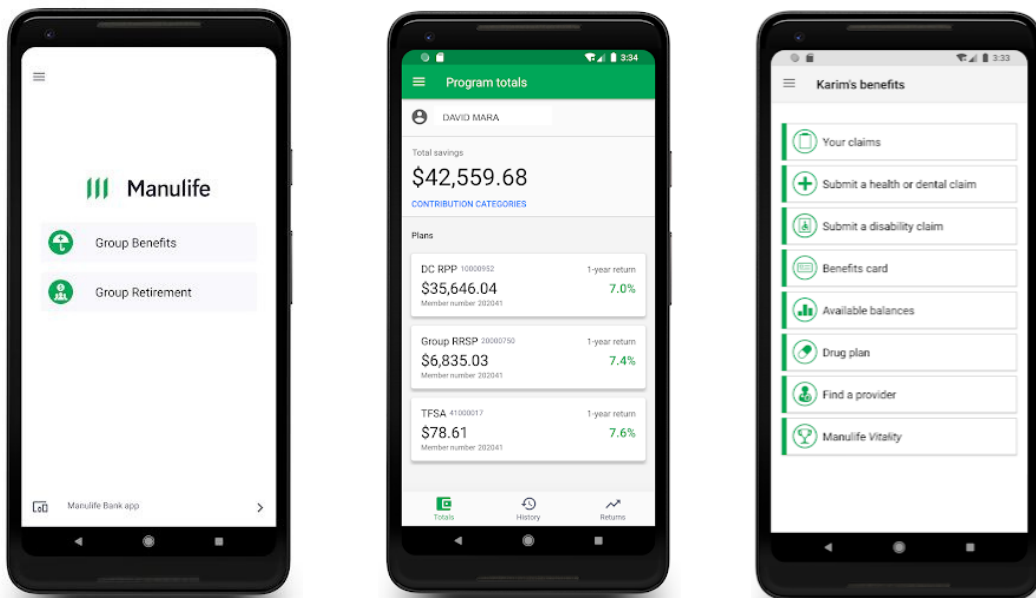 Manulife
Group Benefits
Group Retirement
Manulife Bank app
3:34
Program totals
DAVID MARA
Total savings
$42,559.68
CONTRIBUTION CATEGORIES
Plans
DC RPP 10000952 1-year return
$35,646.04 7.0%
Member number 202041
Group RRSP 20000750 1-year return
$6,835.03 7.4%
Member number 202041
TFSA 41000017 1-year return
$78.61 7.6%
Member number 202041
Totals History Returns
3:33
Karim's benefits
Your claims
Submit a health or dental claim
Submit a disability claim
Benefits card
Available balances
Drug plan
Find a provider
Manulife Vitality